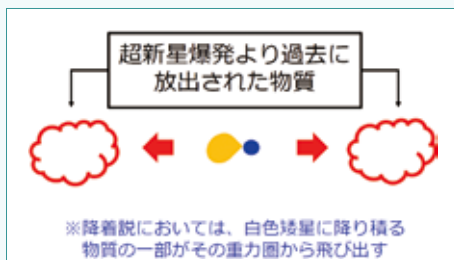 超新星爆発より過去に
放出された物質
※降着説においては、白色矮星に降り積る
物質の一部がその重力圏から飛び出す